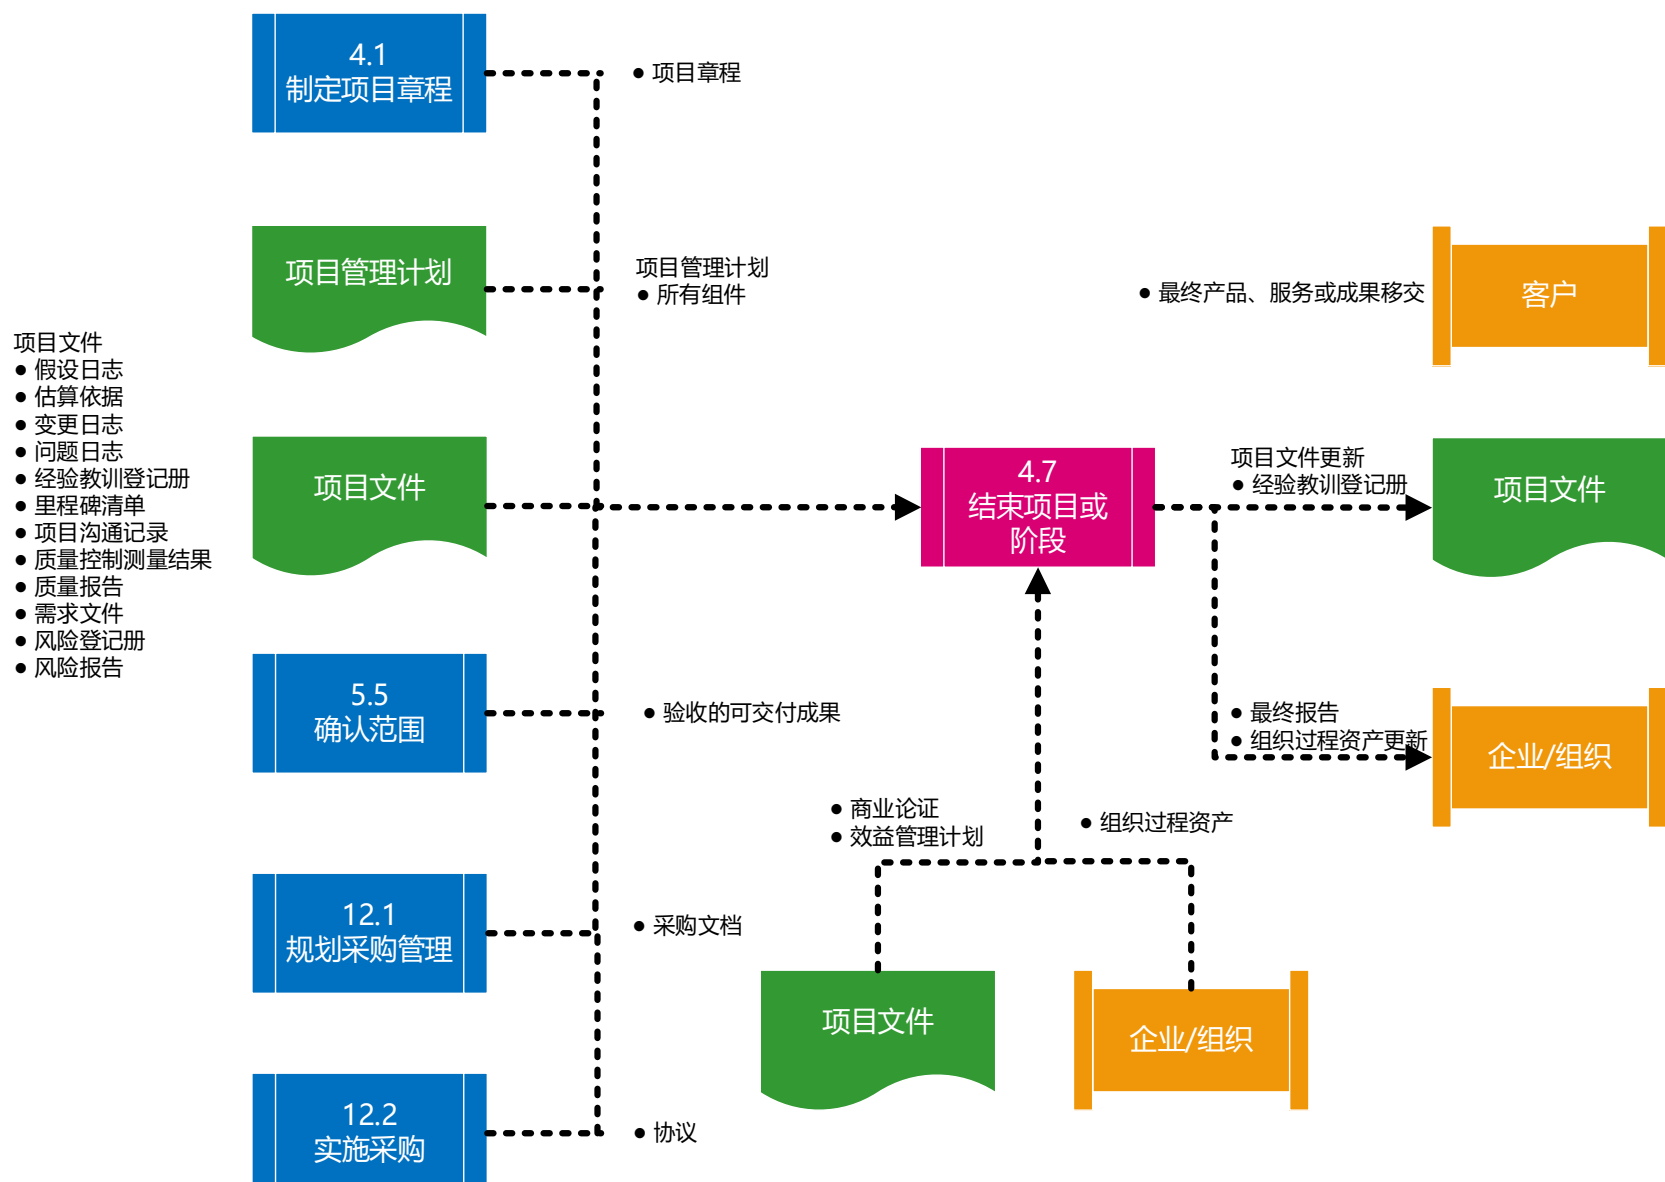 4.1
制定项目章程
● 项目章程
项目管理计划
项目管理计划
● 所有组件
● 最终产品、服务或成果移交
客户
项目文件
● 假设日志
● 估算依据
● 变更日志
● 问题日志
● 经验教训登记册
● 里程碑清单
● 项目沟通记录
● 质量控制测量结果
● 质量报告
● 需求文件
● 风险登记册
● 风险报告
项目文件
4.7
结束项目或
阶段
项目文件更新
● 经验教训登记册
项目文件
5.5
确认范围
● 验收的可交付成果
● 最终报告
● 组织过程资产更新
企业/组织
● 商业论证
● 效益管理计划
● 组织过程资产
12.1
规划采购管理
● 采购文档
项目文件
企业/组织
12.2
实施采购
● 协议